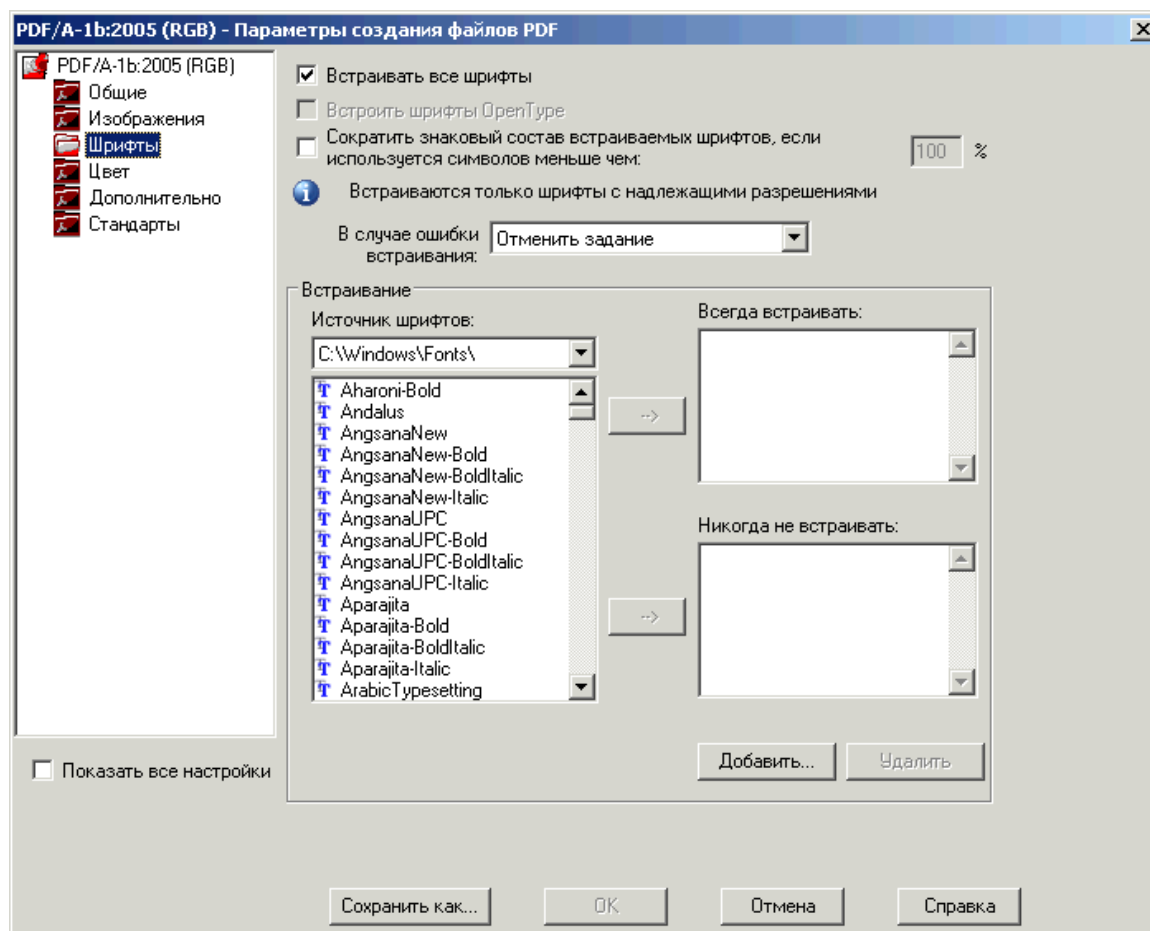 PDF/A-1b:2005 (RGB) - Параметры создания файлов PDF
PDF/A-1b:2005 (RGB)
Общие
Изображения
Шрифты
Цвет
Дополнительно
Стандарты
Показать все настройки
Встраивать все шрифты
Встроить шрифты OpenType
Сократить знаковый состав встраиваемых шрифтов, если
используется символов меньше чем:
100 %
Встраиваются только шрифты с надлежащими разрешениями
В случае ошибки
встраивания:
Отменить задание
Встраивание
Источник шрифтов:
C:\Windows\Fonts\
Aharoni-Bold
Andalus
AngsanaNew
AngsanaNew-Bold
AngsanaNew-BoldItalic
AngsanaNew-Italic
AngsanaUPC
AngsanaUPC-Bold
AngsanaUPC-BoldItalic
AngsanaUPC-Italic
Aparajita
Aparajita-Bold
Aparajita-BoldItalic
Aparajita-Italic
ArabicTypesetting
-->
-->
Всегда встраивать:
Никогда не встраивать:
Добавить...
Удалить
Сохранить как...
OK
Отмена
Справка